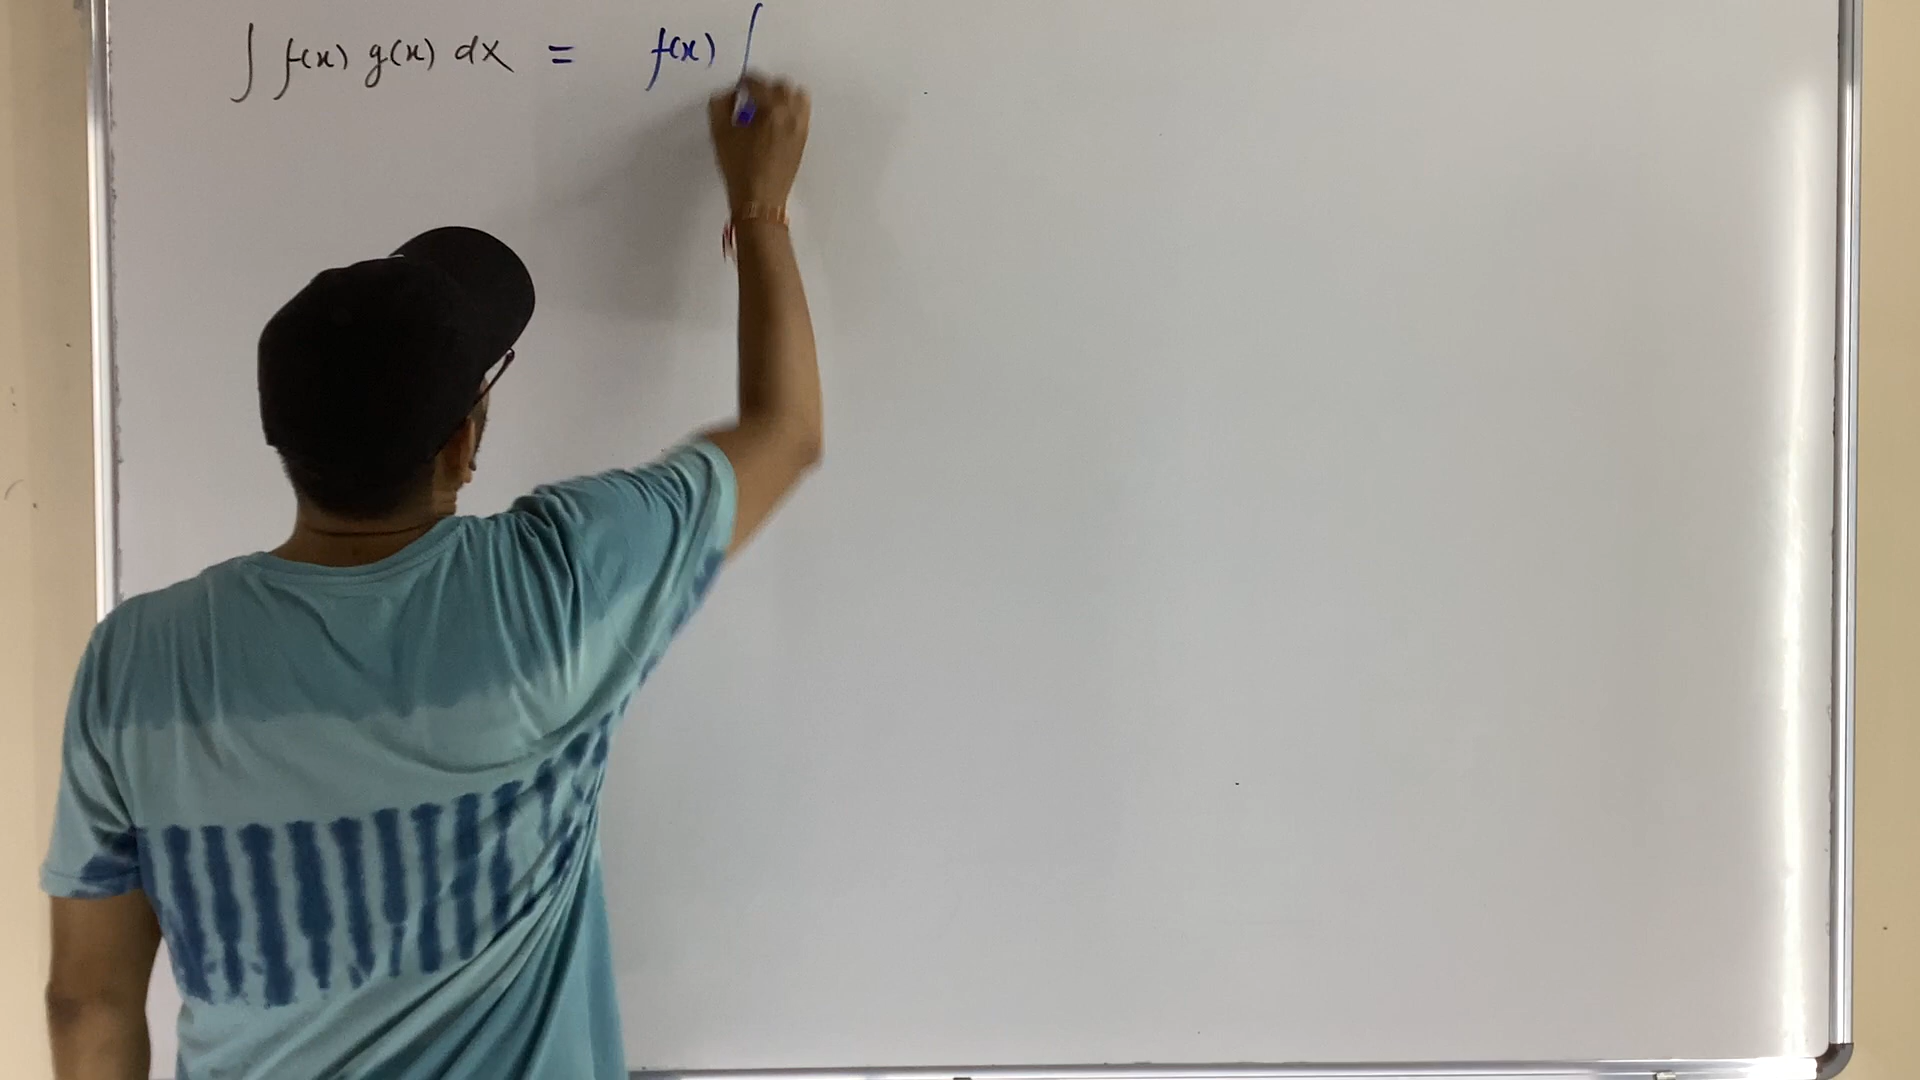 ∫ f(x) g(x) dx = f(x) ∫